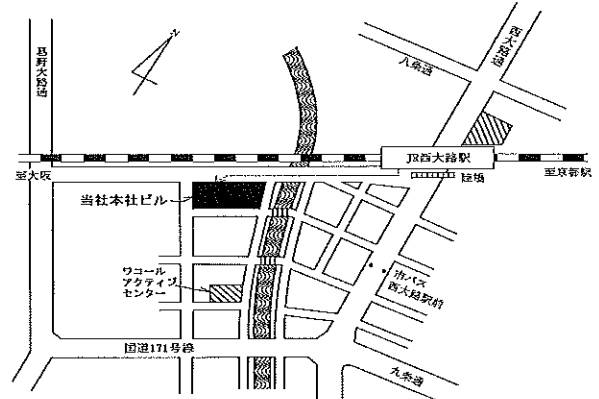 N
西大路通
八条通
葛野大路通
JR西大路駅
至大阪
至京都駅
陸橋
当社本社ビル
ワコール
アクティブ
センター
市バス
西大路駅前
国道171号線
九条通